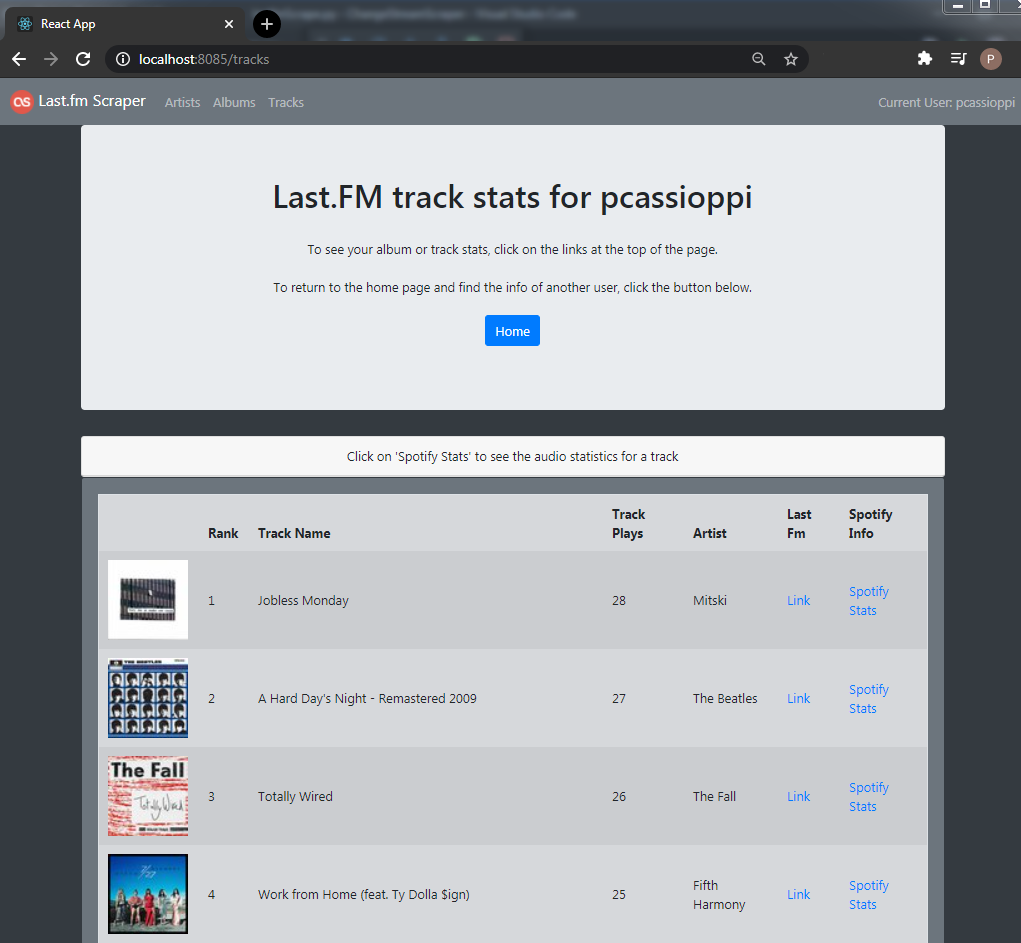 React App
localhost:8085/tracks
P
Last.fm Scraper Artists Albums Tracks Current User: pcassioppi
Last.FM track stats for pcassioppi
To see your album or track stats, click on the links at the top of the page.
To return to the home page and find the info of another user, click the button below.
Home
Click on 'Spotify Stats' to see the audio statistics for a track
Rank Track Name Track Plays Artist Last Fm Spotify Info
1 Jobless Monday 28 Mitski Link Spotify Stats
THE BEATLES
2 A Hard Day's Night - Remastered 2009 27 The Beatles Link Spotify Stats
The Fall
Totally Wired
3 Totally Wired 26 The Fall Link Spotify Stats
4 Work from Home (feat. Ty Dolla $ign) 25 Fifth Harmony Link Spotify Stats